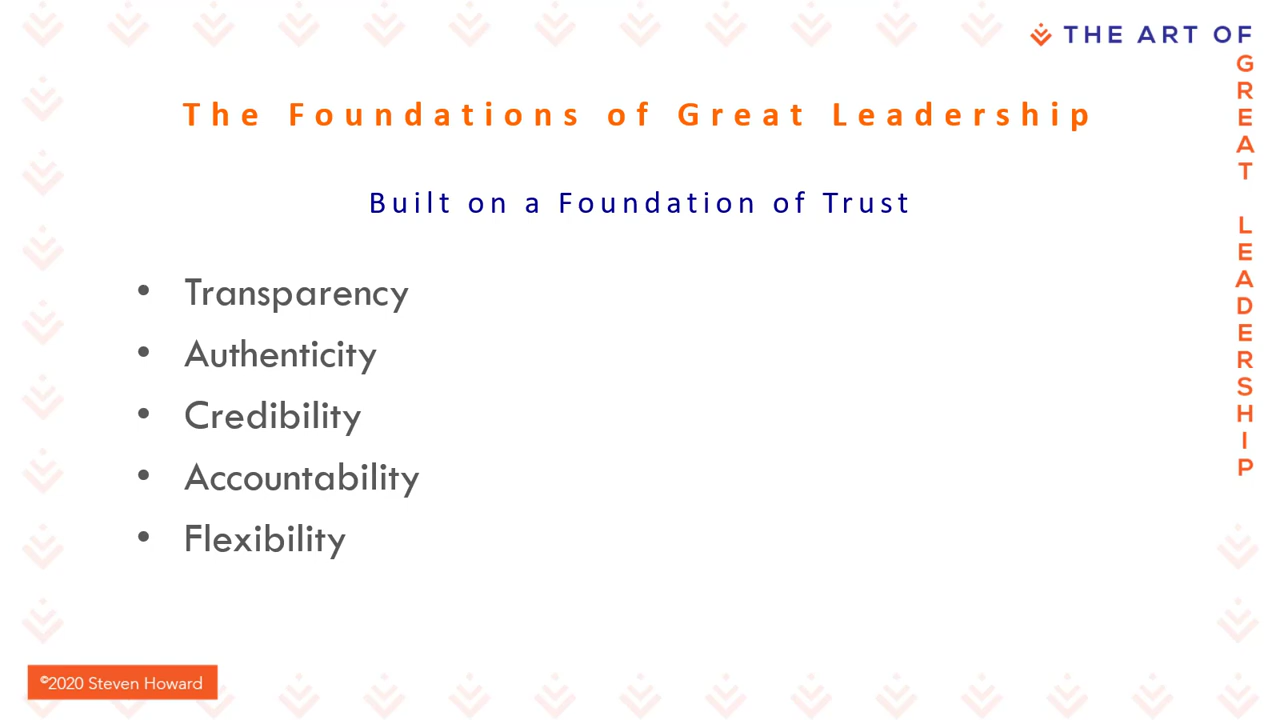 THE ART OF
GREAT LEADERSHIP
The Foundations of Great Leadership
Built on a Foundation of Trust
• Transparency
• Authenticity
• Credibility
• Accountability
• Flexibility
©2020 Steven Howard